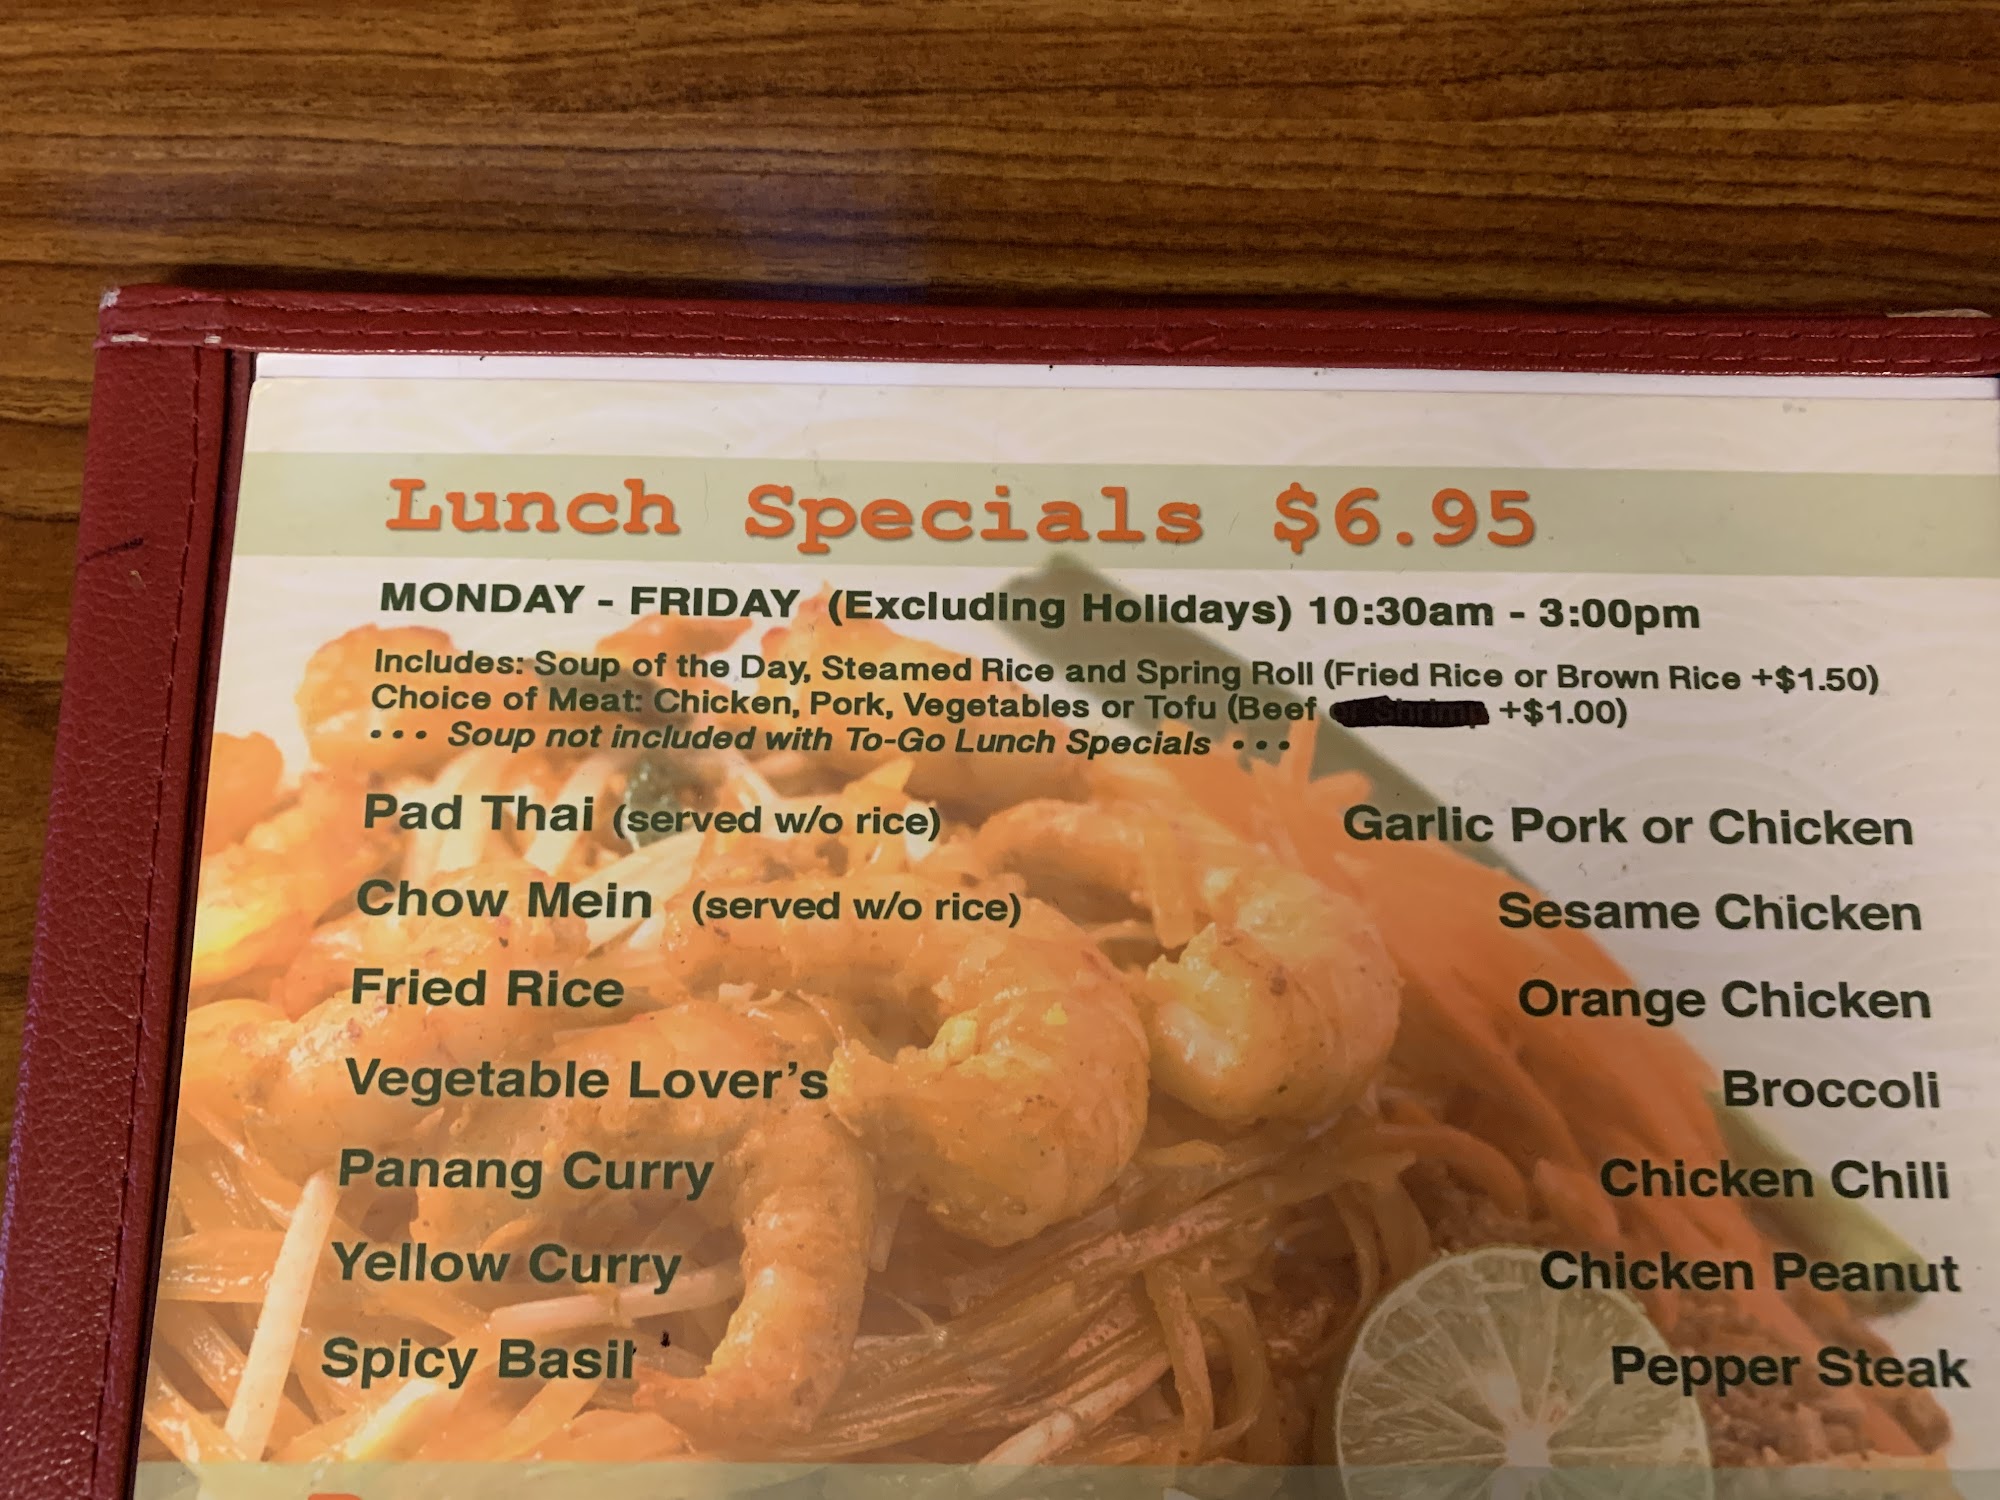 Lunch Specials $6.95
MONDAY - FRIDAY (Excluding Holidays) 10:30am - 3:00pm
Includes: Soup of the Day, Steamed Rice and Spring Roll (Fried Rice or Brown Rice +$1.50)
Choice of Meat: Chicken, Pork, Vegetables or Tofu (Beef or Shrimp +$1.00)
••• Soup not included with To-Go Lunch Specials •••
Pad Thai (served w/o rice)
Chow Mein (served w/o rice)
Fried Rice
Vegetable Lover's
Panang Curry
Yellow Curry
Spicy Basil
Garlic Pork or Chicken
Sesame Chicken
Orange Chicken
Broccoli
Chicken Chili
Chicken Peanut
Pepper Steak